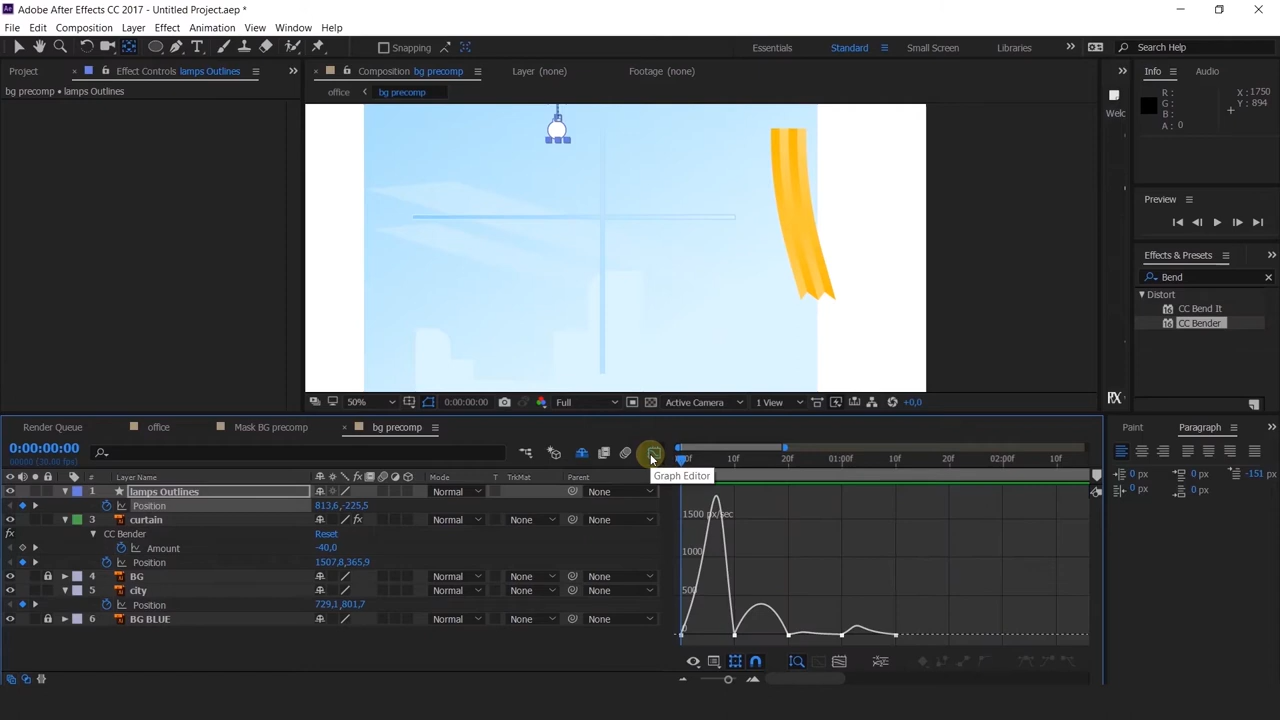 Adobe After Effects CC 2017 - Untitled Project.aep *
File Edit Composition Layer Effect Animation View Window Help
Snapping
Essentials Standard Small Screen Libraries Search Help
Project Effect Controls lamps Outlines
Composition bg precomp Layer (none) Footage (none)
Info Audio
bg precomp • lamps Outlines
office bg precomp
R:
G:
B:
A: 0
X: 1750
Y: 894
Welc
Preview
Effects & Presets
Bend
Distort
CC Bend It
CC Bender
50% 0:00:00:00 Full Active Camera 1 View +0,0
Render Queue office Mask BG precomp bg precomp
Paint Paragraph
0:00:00:00
00000 (30.00 fps)
10f 20f 01:00f 10f 20f 02:00f 10f
Graph Editor
# Layer Name Mode T TrkMat Parent
1 lamps Outlines Normal None
Position 813,6,-225,5
3 curtain Normal None None
CC Bender Reset
Amount -40,0
Position 1507,8,365,9
4 BG Normal None None
5 city Normal None None
Position 729,1,801,7
6 BG BLUE Normal None None
1500 px/sec
1000
500
0
0 px 0 px -151 px
0 px 0 px